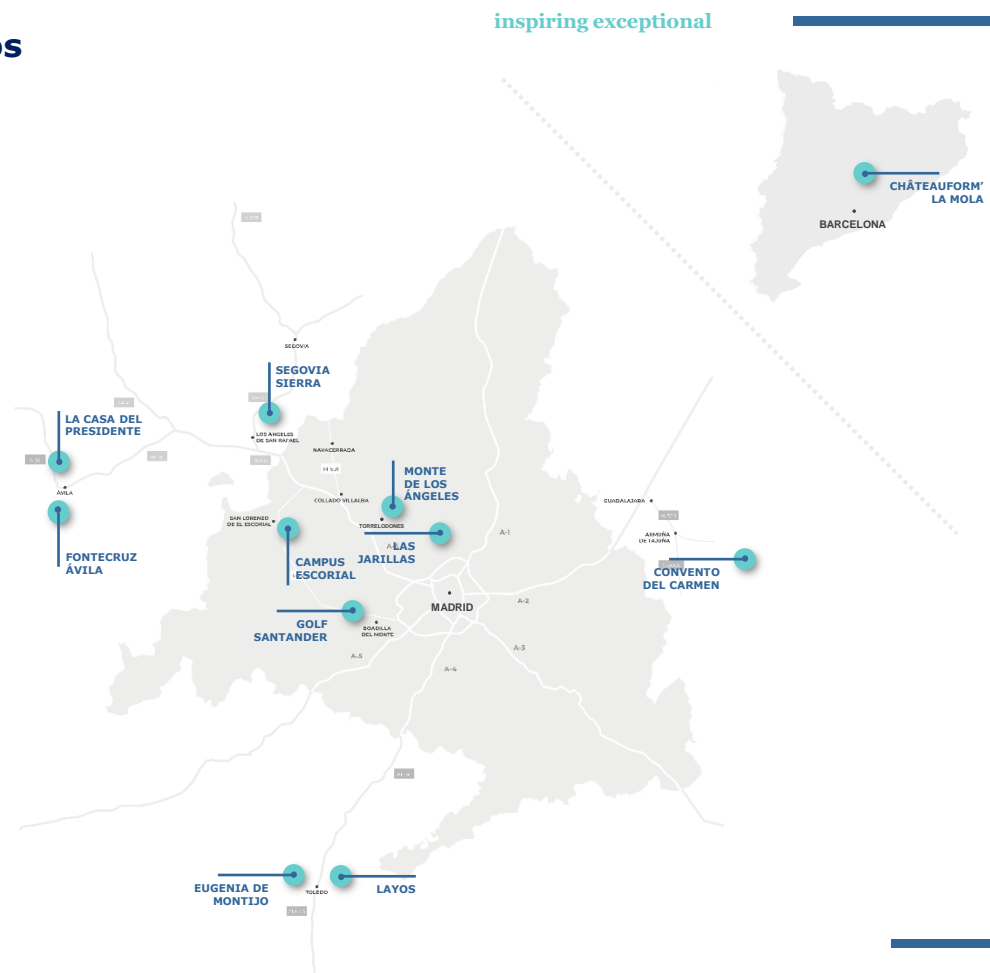 inspiring exceptional
os
CHÂTEAUFORM’
LA MOLA
BARCELONA
SEGOVIA
SEGOVIA
SIERRA
LA CASA DEL
PRESIDENTE
LOS ANGELES
DE SAN RAFAEL
NAVACERRADA
MONTE
DE LOS
ÁNGELES
COLLADO VILLALBA
ÁVILA
GUADALAJARA
SAN LORENZO
DE EL ESCORIAL
TORRELODONES
A-1
ARMUÑA
DE TAJUÑA
LAS
JARILLAS
FONTECRUZ
ÁVILA
CAMPUS
ESCORIAL
CONVENTO
DEL CARMEN
MADRID
A-2
GOLF
SANTANDER
BOADILLA
DEL MONTE
A-3
A-5
A-4
EUGENIA DE
MONTIJO
TOLEDO
LAYOS